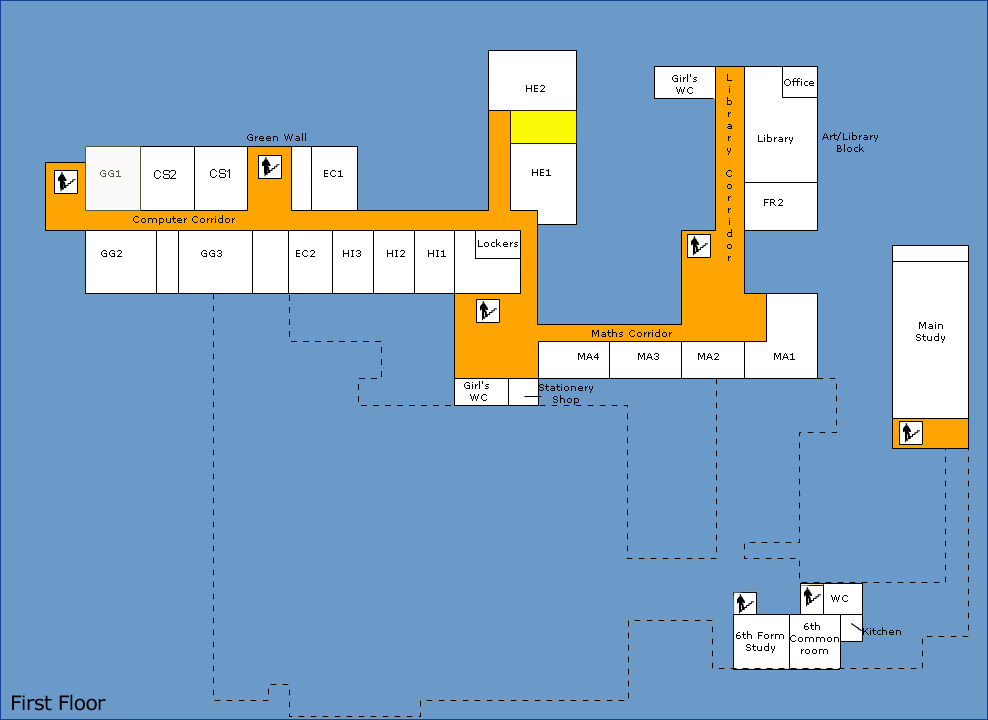 HE2
Girl's
WC
Library Corridor
Office
Library
Art/Library
Block
Green Wall
GG1
CS2
CS1
EC1
HE1
FR2
Computer Corridor
GG2
GG3
EC2
HI3
HI2
HI1
Lockers
Maths Corridor
MA4
MA3
MA2
MA1
Main
Study
Girl's
WC
Stationery
Shop
WC
6th Form
Study
6th
Common
room
Kitchen
First Floor